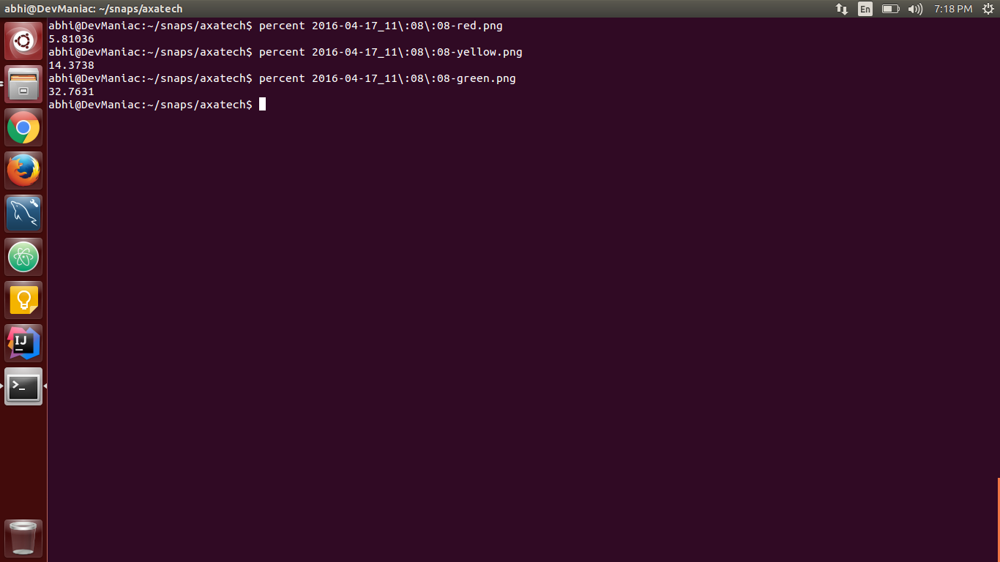 abhi@DevManiac: ~/snaps/axatech
En
7:18 PM
abhi@DevManiac:~/snaps/axatech$ percent 2016-04-17_11\:08\:08-red.png
5.81036
abhi@DevManiac:~/snaps/axatech$ percent 2016-04-17_11\:08\:08-yellow.png
14.3738
abhi@DevManiac:~/snaps/axatech$ percent 2016-04-17_11\:08\:08-green.png
32.7631
abhi@DevManiac:~/snaps/axatech$
IJ
>_